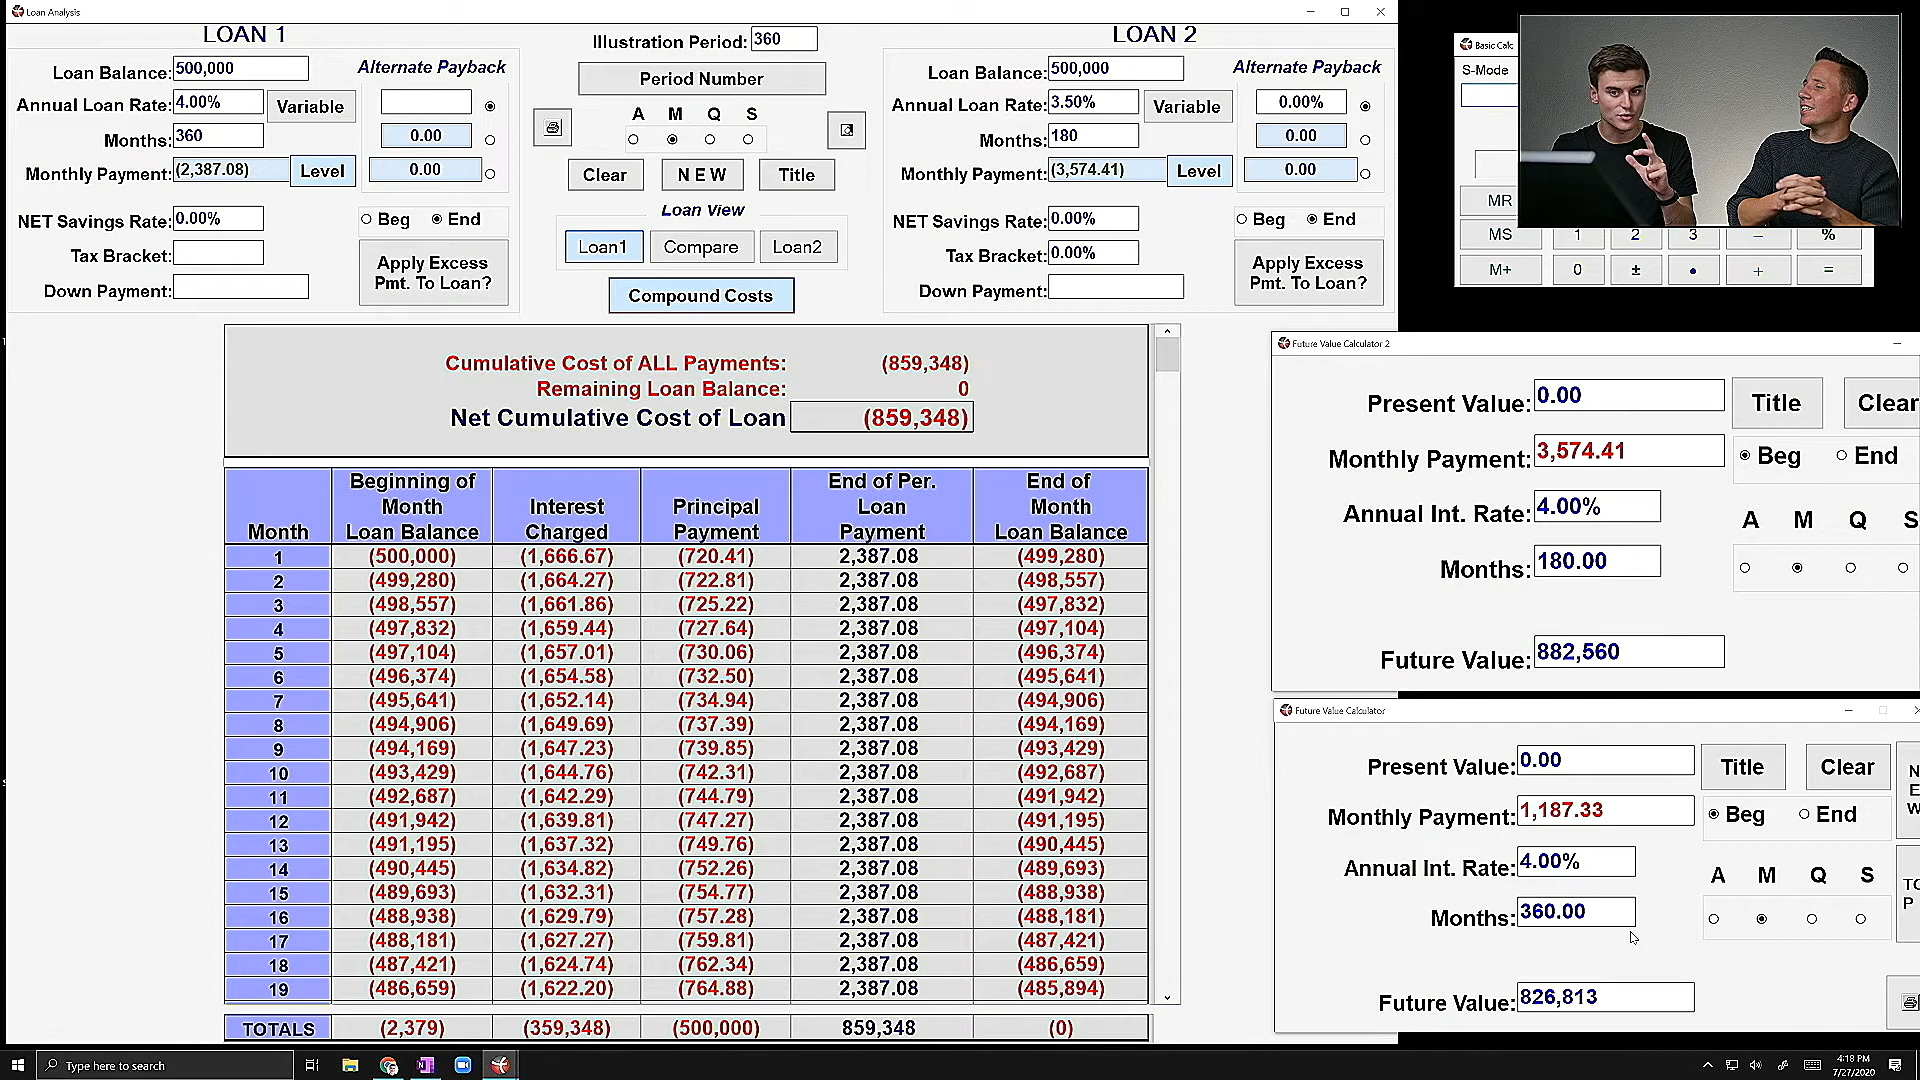 Loan Analysis
LOAN 1
Loan Balance: 500,000
Alternate Payback
Annual Loan Rate: 4.00%
Variable
Months: 360
0.00
Monthly Payment: (2,387.08)
Level
0.00
NET Savings Rate: 0.00%
Beg End
Tax Bracket:
Apply Excess
Pmt. To Loan?
Down Payment:
Illustration Period: 360
Period Number
A M Q S
Clear
N E W
Title
Loan View
Loan1
Compare
Loan2
Compound Costs
LOAN 2
Loan Balance: 500,000
Alternate Payback
Annual Loan Rate: 3.50%
Variable
0.00%
Months: 180
0.00
Monthly Payment: (3,574.41)
Level
0.00
NET Savings Rate: 0.00%
Beg End
Tax Bracket: 0.00%
Apply Excess
Pmt. To Loan?
Down Payment:
Cumulative Cost of ALL Payments: (859,348)
Remaining Loan Balance: 0
Net Cumulative Cost of Loan (859,348)
Month
Beginning of
Month
Loan Balance
Interest
Charged
Principal
Payment
End of Per.
Loan
Payment
End of
Month
Loan Balance
1 (500,000) (1,666.67) (720.41) 2,387.08 (499,280)
2 (499,280) (1,664.27) (722.81) 2,387.08 (498,557)
3 (498,557) (1,661.86) (725.22) 2,387.08 (497,832)
4 (497,832) (1,659.44) (727.64) 2,387.08 (497,104)
5 (497,104) (1,657.01) (730.06) 2,387.08 (496,374)
6 (496,374) (1,654.58) (732.50) 2,387.08 (495,641)
7 (495,641) (1,652.14) (734.94) 2,387.08 (494,906)
8 (494,906) (1,649.69) (737.39) 2,387.08 (494,169)
9 (494,169) (1,647.23) (739.85) 2,387.08 (493,429)
10 (493,429) (1,644.76) (742.31) 2,387.08 (492,687)
11 (492,687) (1,642.29) (744.79) 2,387.08 (491,942)
12 (491,942) (1,639.81) (747.27) 2,387.08 (491,195)
13 (491,195) (1,637.32) (749.76) 2,387.08 (490,445)
14 (490,445) (1,634.82) (752.26) 2,387.08 (489,693)
15 (489,693) (1,632.31) (754.77) 2,387.08 (488,938)
16 (488,938) (1,629.79) (757.28) 2,387.08 (488,181)
17 (488,181) (1,627.27) (759.81) 2,387.08 (487,421)
18 (487,421) (1,624.74) (762.34) 2,387.08 (486,659)
19 (486,659) (1,622.20) (764.88) 2,387.08 (485,894)
TOTALS (2,379) (359,348) (500,000) 859,348 (0)
Basic Calc
S-Mode
MR
MS 1 2 3 – %
M+ 0 ± • + =
Future Value Calculator 2
Present Value: 0.00
Title
Clear
Monthly Payment: 3,574.41
Beg End
Annual Int. Rate: 4.00%
A M Q S
Months: 180.00
Future Value: 882,560
Future Value Calculator
Present Value: 0.00
Title
Clear
N
E
W
Monthly Payment: 1,187.33
Beg End
Annual Int. Rate: 4.00%
A M Q S
P
Months: 360.00
Future Value: 826,813
Type here to search
4:18 PM
7/27/2020